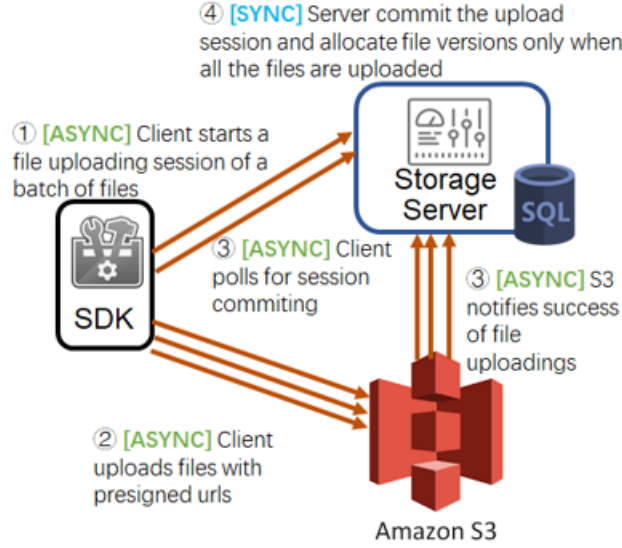 ④ [SYNC] Server commit the upload
session and allocate file versions only when
all the files are uploaded
① [ASYNC] Client starts a
file uploading session of a
batch of files
Storage
Server
SQL
③ [ASYNC] Client
polls for session
commiting
③ [ASYNC] S3
notifies success
of file
uploadings
SDK
② [ASYNC] Client
uploads files with
presigned urls
Amazon S3